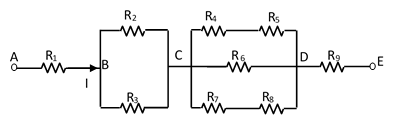 R₂ R₄ R₅
A R₁ B C R₆ D R₉ E
I R₃ R₇ R₈